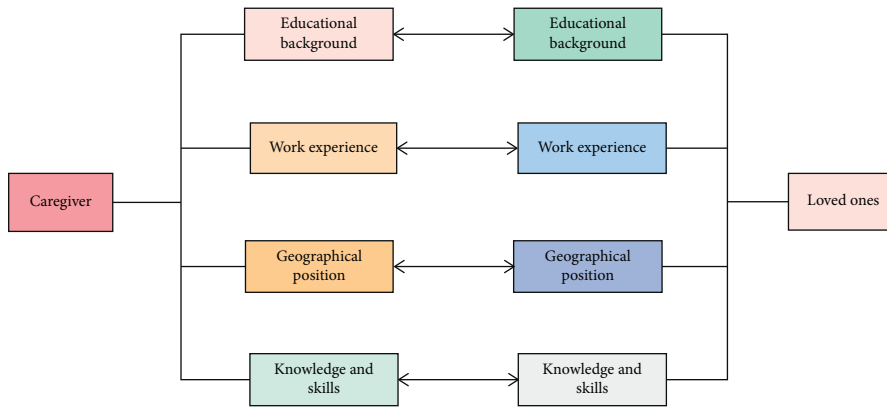 Educational
background
Educational
background
Work experience
Work experience
Caregiver
Loved ones
Geographical
position
Geographical
position
Knowledge and
skills
Knowledge and
skills